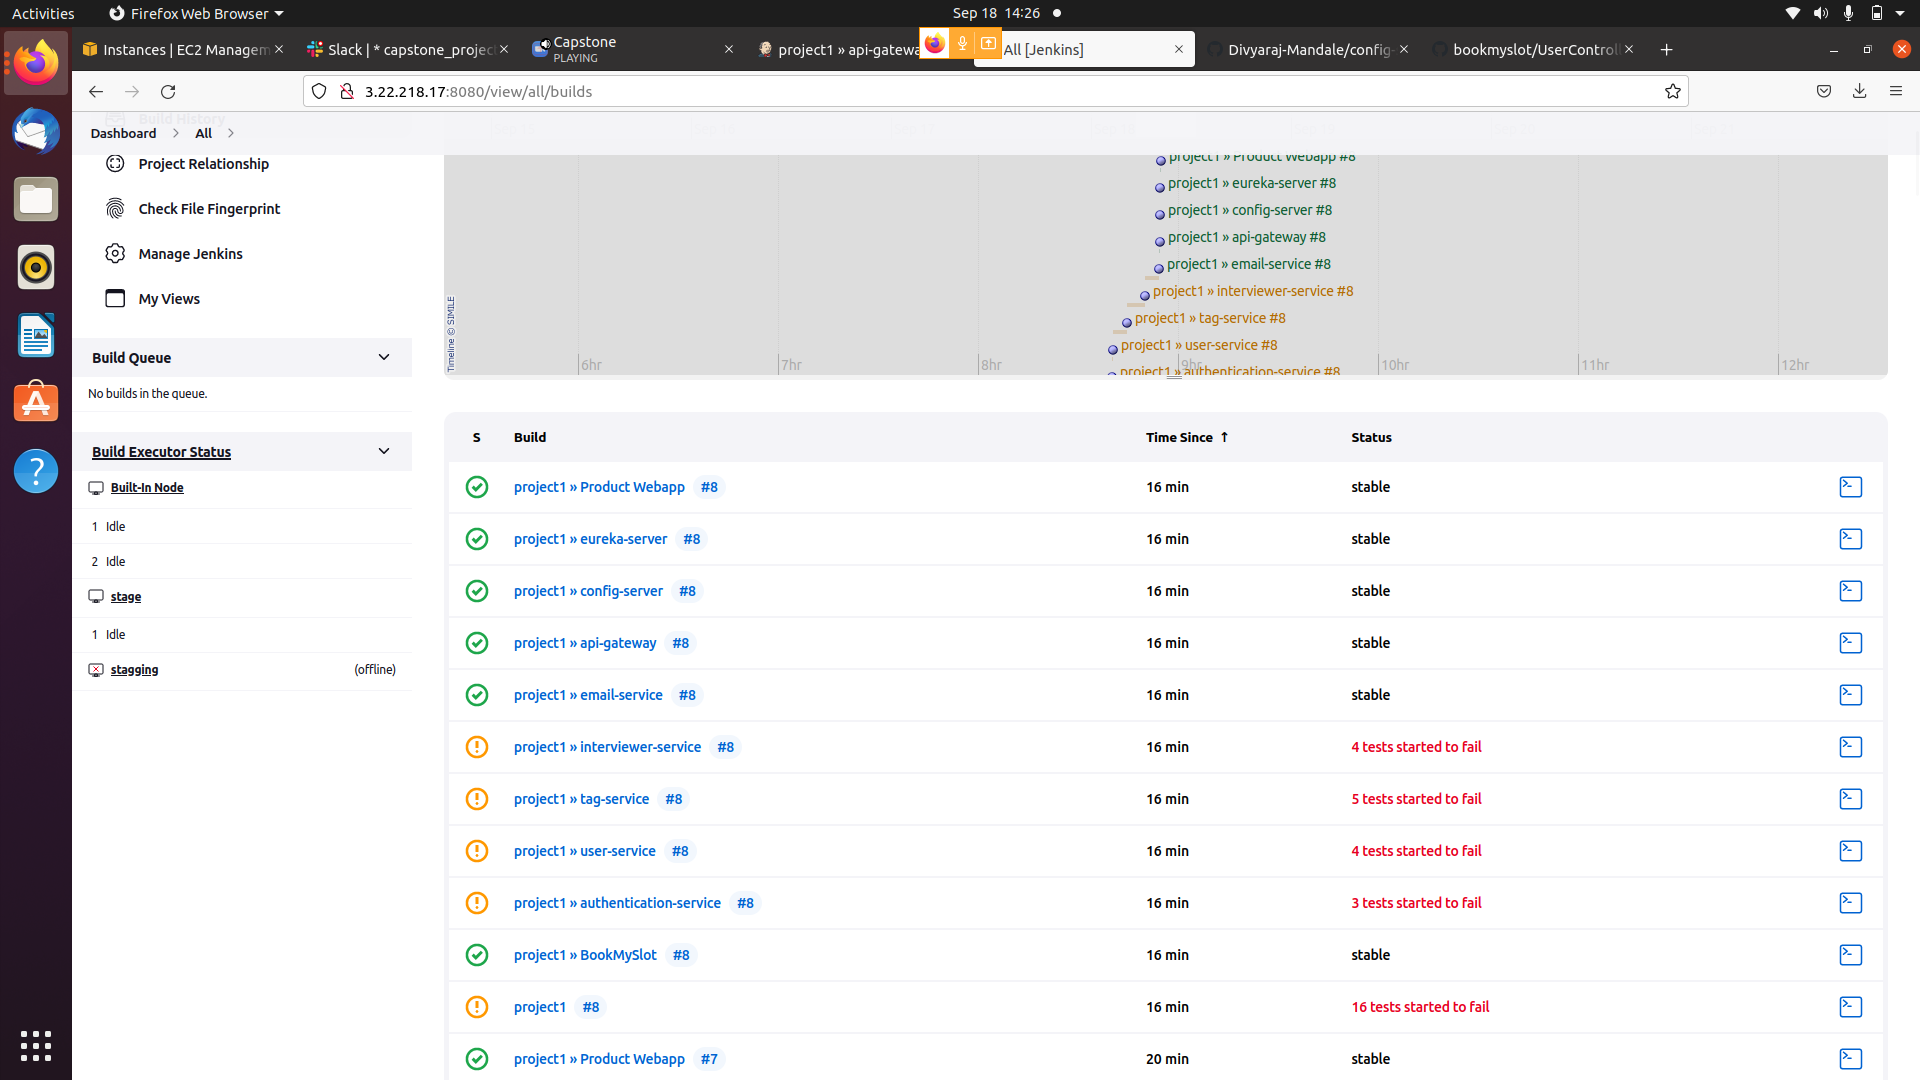 Activities
Firefox Web Browser
Sep 18 14:26
Instances | EC2 Managem
Slack | * capstone_projec
Capstone
PLAYING
project1 » api-gatewa
All [Jenkins]
Divyaraj-Mandale/config-
bookmyslot/UserControll
3.22.218.17:8080/view/all/builds
Build History
Dashboard
All
Project Relationship
Check File Fingerprint
Manage Jenkins
My Views
Build Queue
No builds in the queue.
Build Executor Status
Built-In Node
1 Idle
2 Idle
stage
1 Idle
stagging (offline)
project1 » Product Webapp #8
project1 » eureka-server #8
project1 » config-server #8
project1 » api-gateway #8
project1 » email-service #8
project1 » interviewer-service #8
project1 » tag-service #8
project1 » user-service #8
project1 » authentication-service #8
Timeline © SIMILE
6hr 7hr 8hr 9hr 10hr 11hr 12hr
S Build Time Since ↑ Status
project1 » Product Webapp #8 16 min stable
project1 » eureka-server #8 16 min stable
project1 » config-server #8 16 min stable
project1 » api-gateway #8 16 min stable
project1 » email-service #8 16 min stable
project1 » interviewer-service #8 16 min 4 tests started to fail
project1 » tag-service #8 16 min 5 tests started to fail
project1 » user-service #8 16 min 4 tests started to fail
project1 » authentication-service #8 16 min 3 tests started to fail
project1 » BookMySlot #8 16 min stable
project1 #8 16 min 16 tests started to fail
project1 » Product Webapp #7 20 min stable